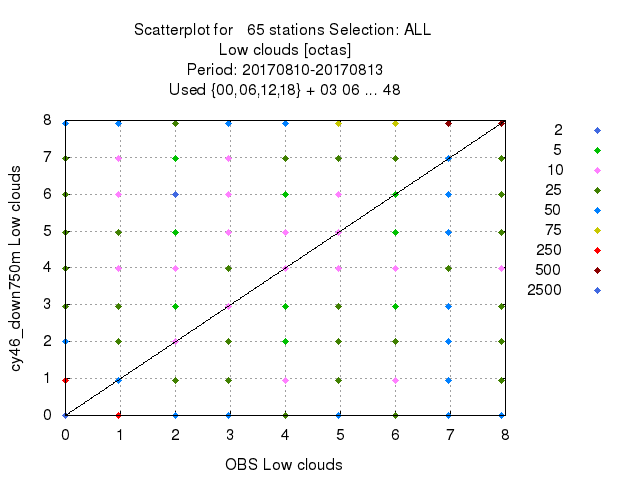 Scatterplot for 65 stations Selection: ALL
Low clouds [octas]
Period: 20170810-20170813
Used {00,06,12,18} + 03 06 ... 48
cy46_down750m Low clouds
8
7
6
5
4
3
2
1
0
0 1 2 3 4 5 6 7 8
OBS Low clouds
2
5
10
25
50
75
250
500
2500